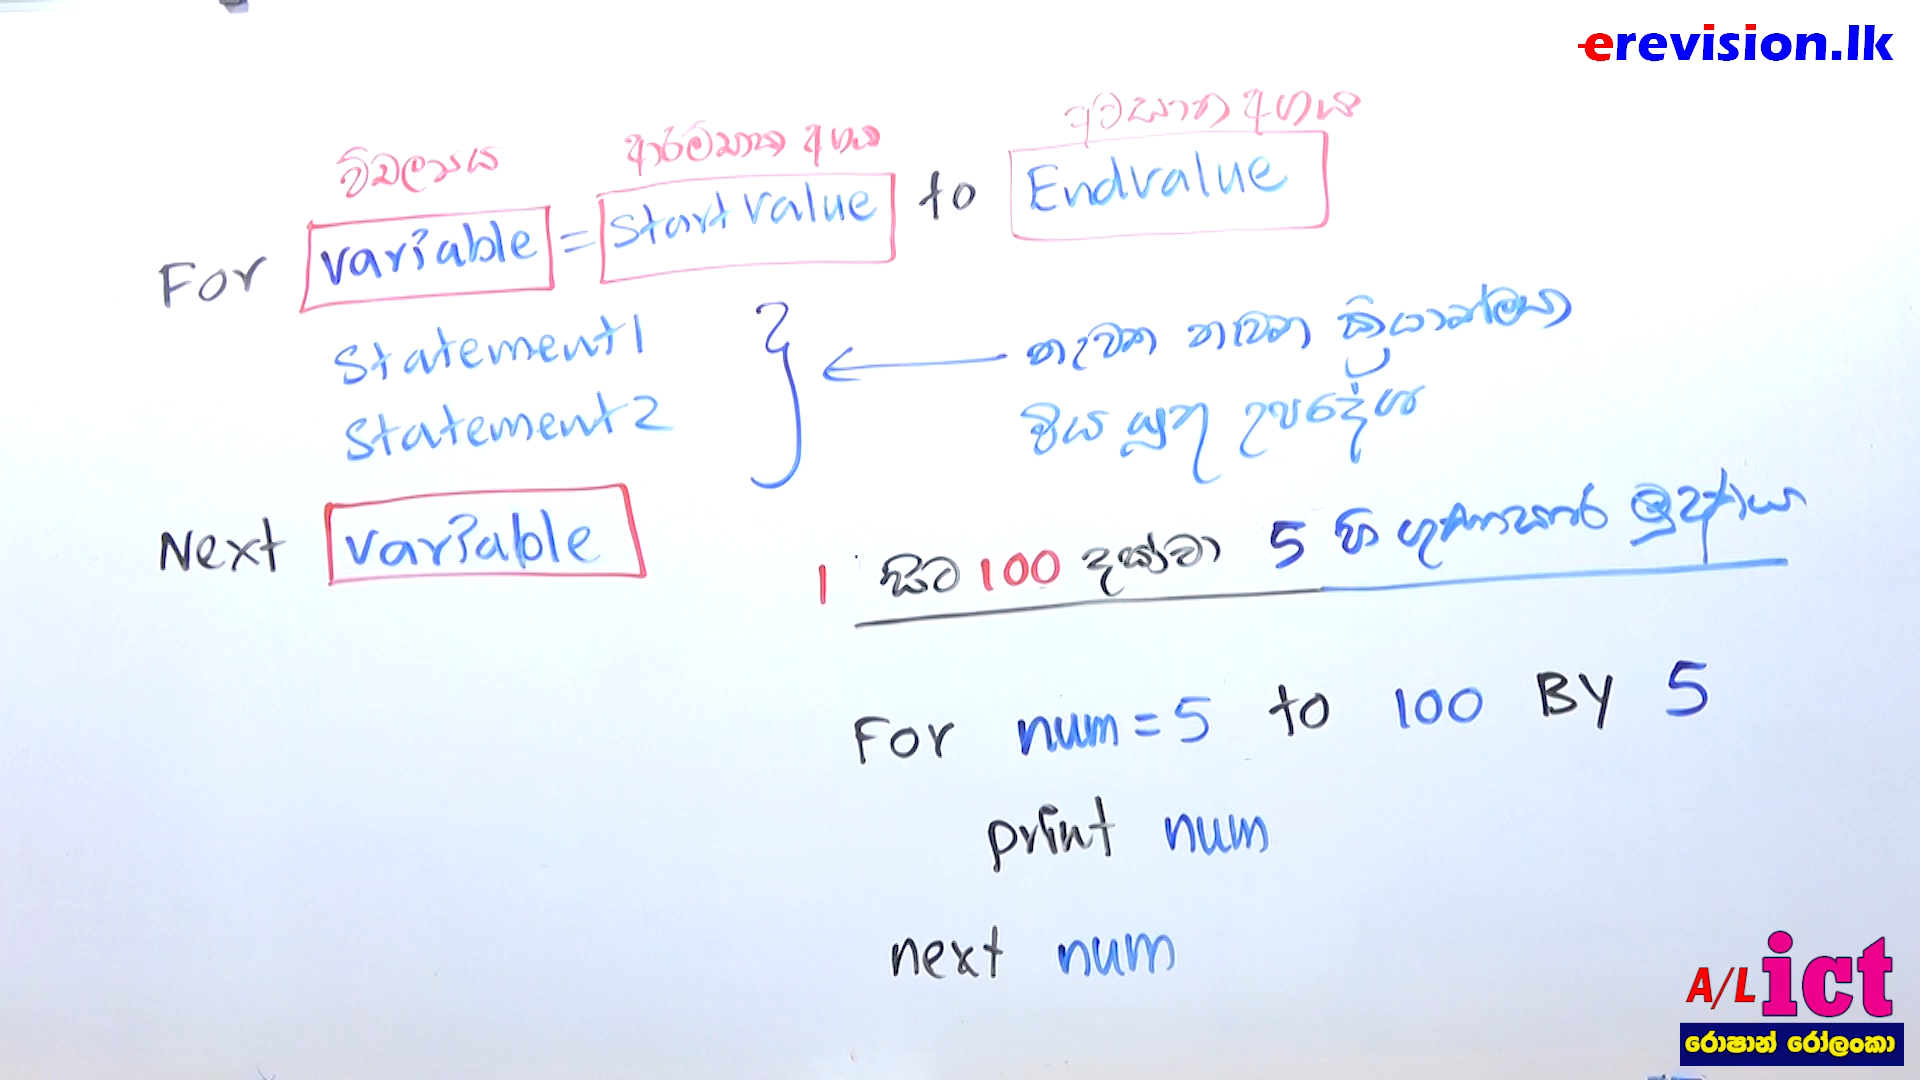 erevision.lk
විචල්‍යය ආරම්භක අගය අවසාන අගය
For variable = Start value to Endvalue
Statement1
Statement2
නැවත නැවත ක්‍රියාත්මක
විය යුතු උපදේශ
Next variable
1 සිට 100 දක්වා 5 හි ගුණාකාර මුද්‍රණය
For num = 5 to 100 BY 5
print num
next num
A/L ict
රොෂාන් රෝලංකා